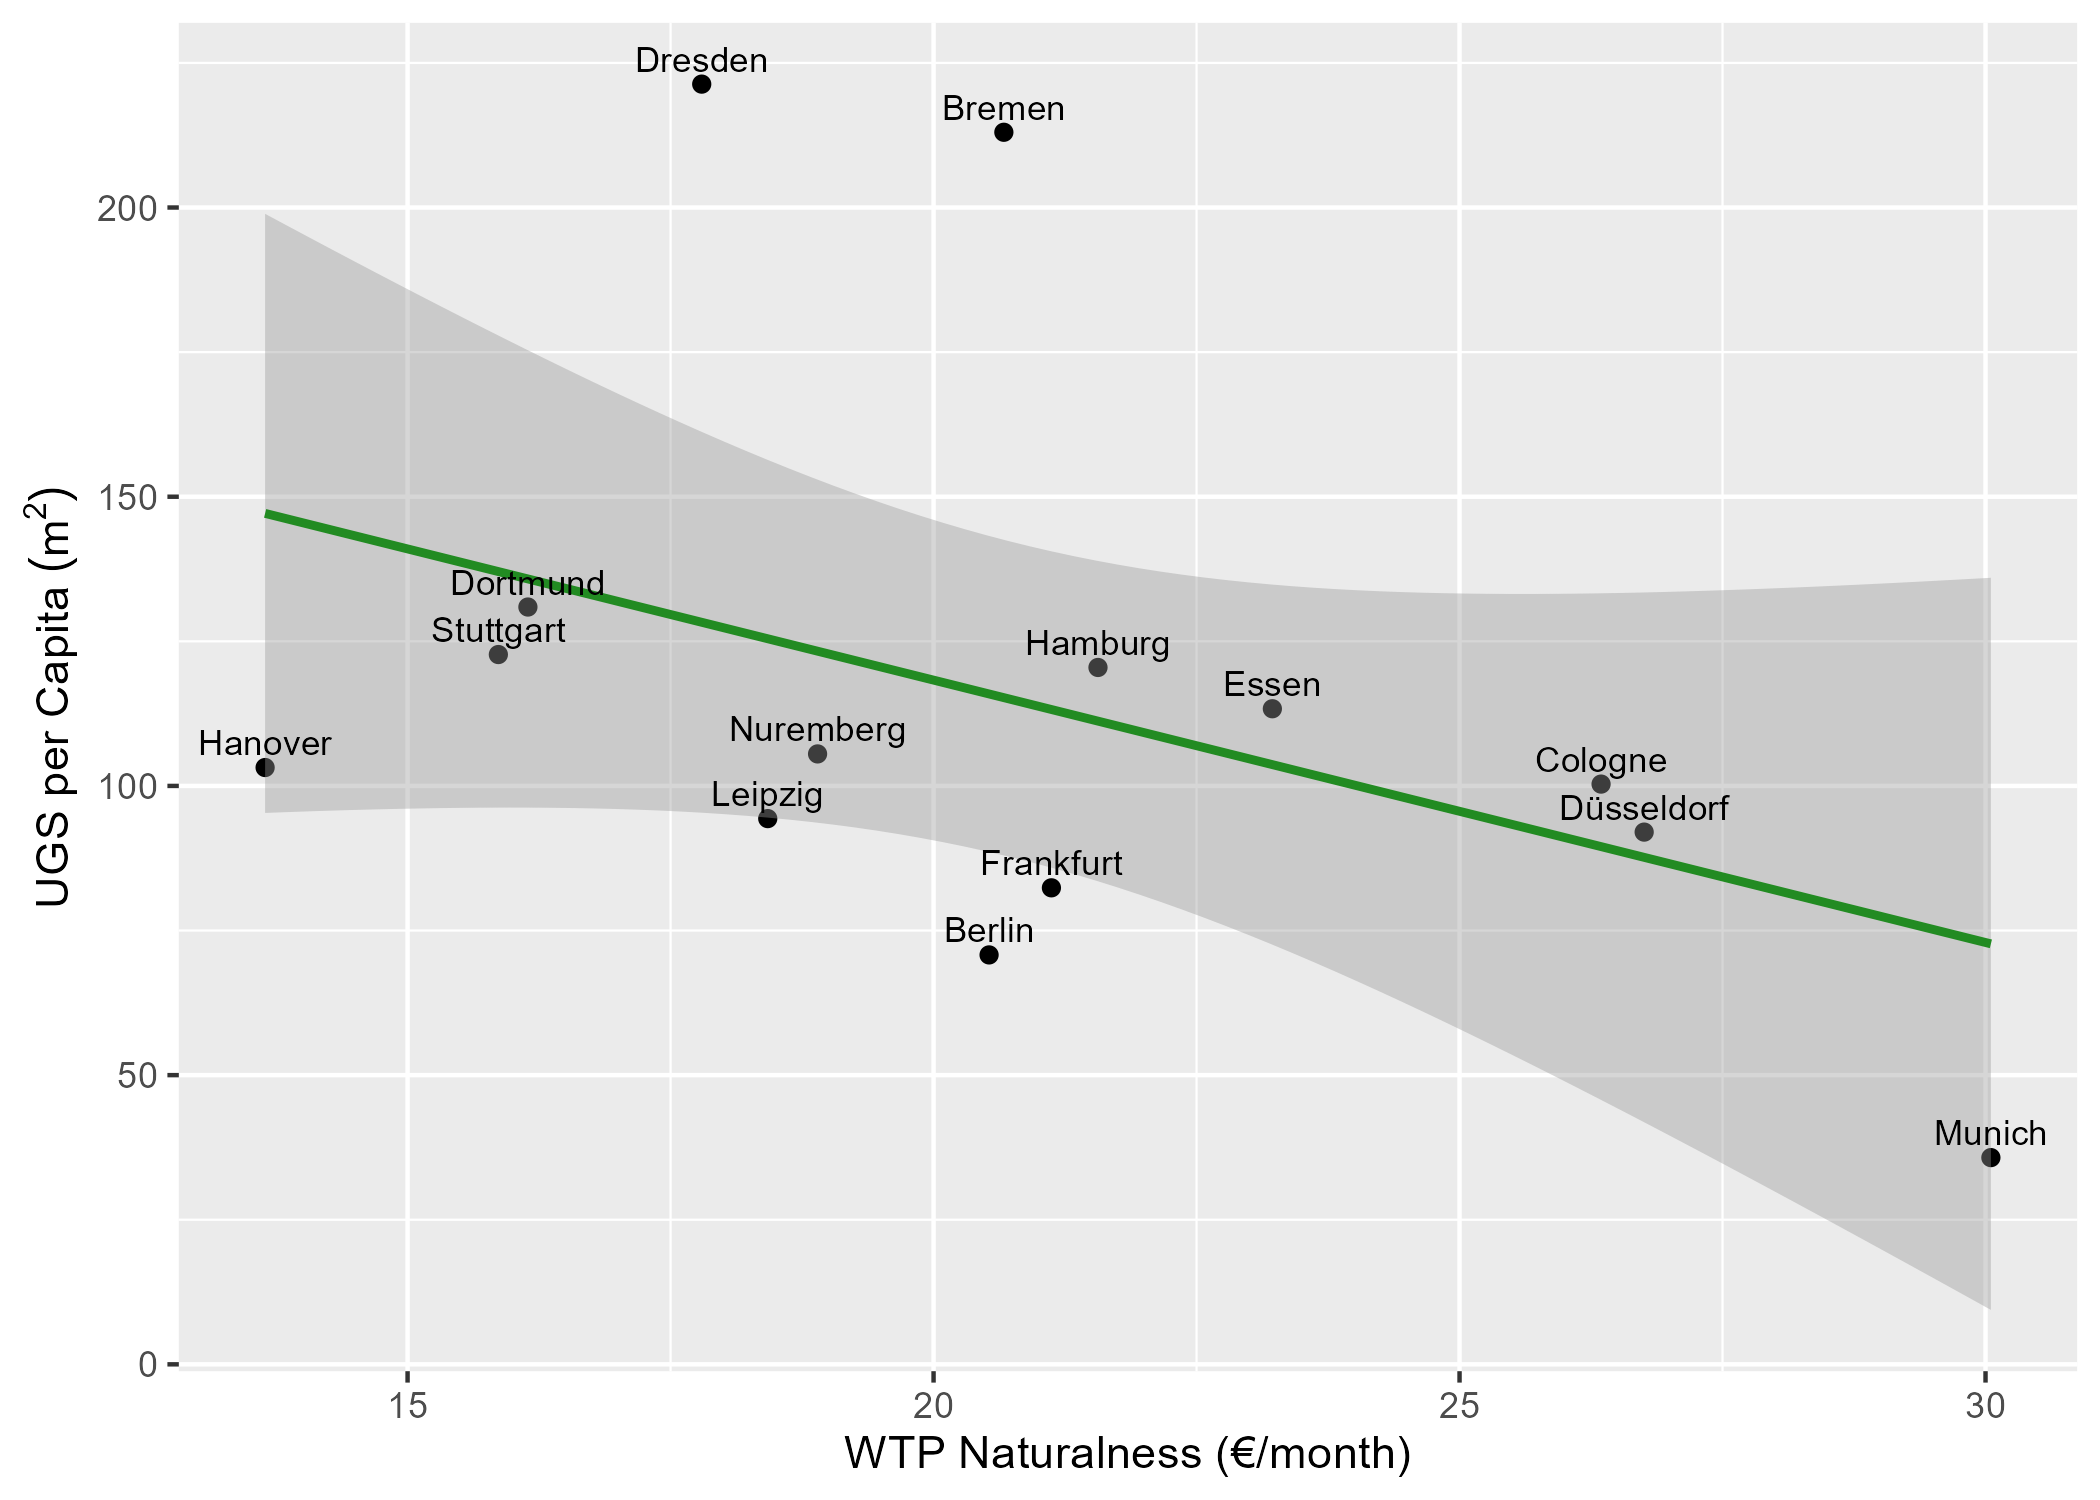 Dresden
Bremen
200
150
Dortmund
Stuttgart
Hamburg
Essen
Hanover
Nuremberg
Cologne
100
Leipzig
Düsseldorf
Frankfurt
Berlin
50
Munich
0
15 20 25 30
WTP Naturalness (€/month)
UGS per Capita (m²)